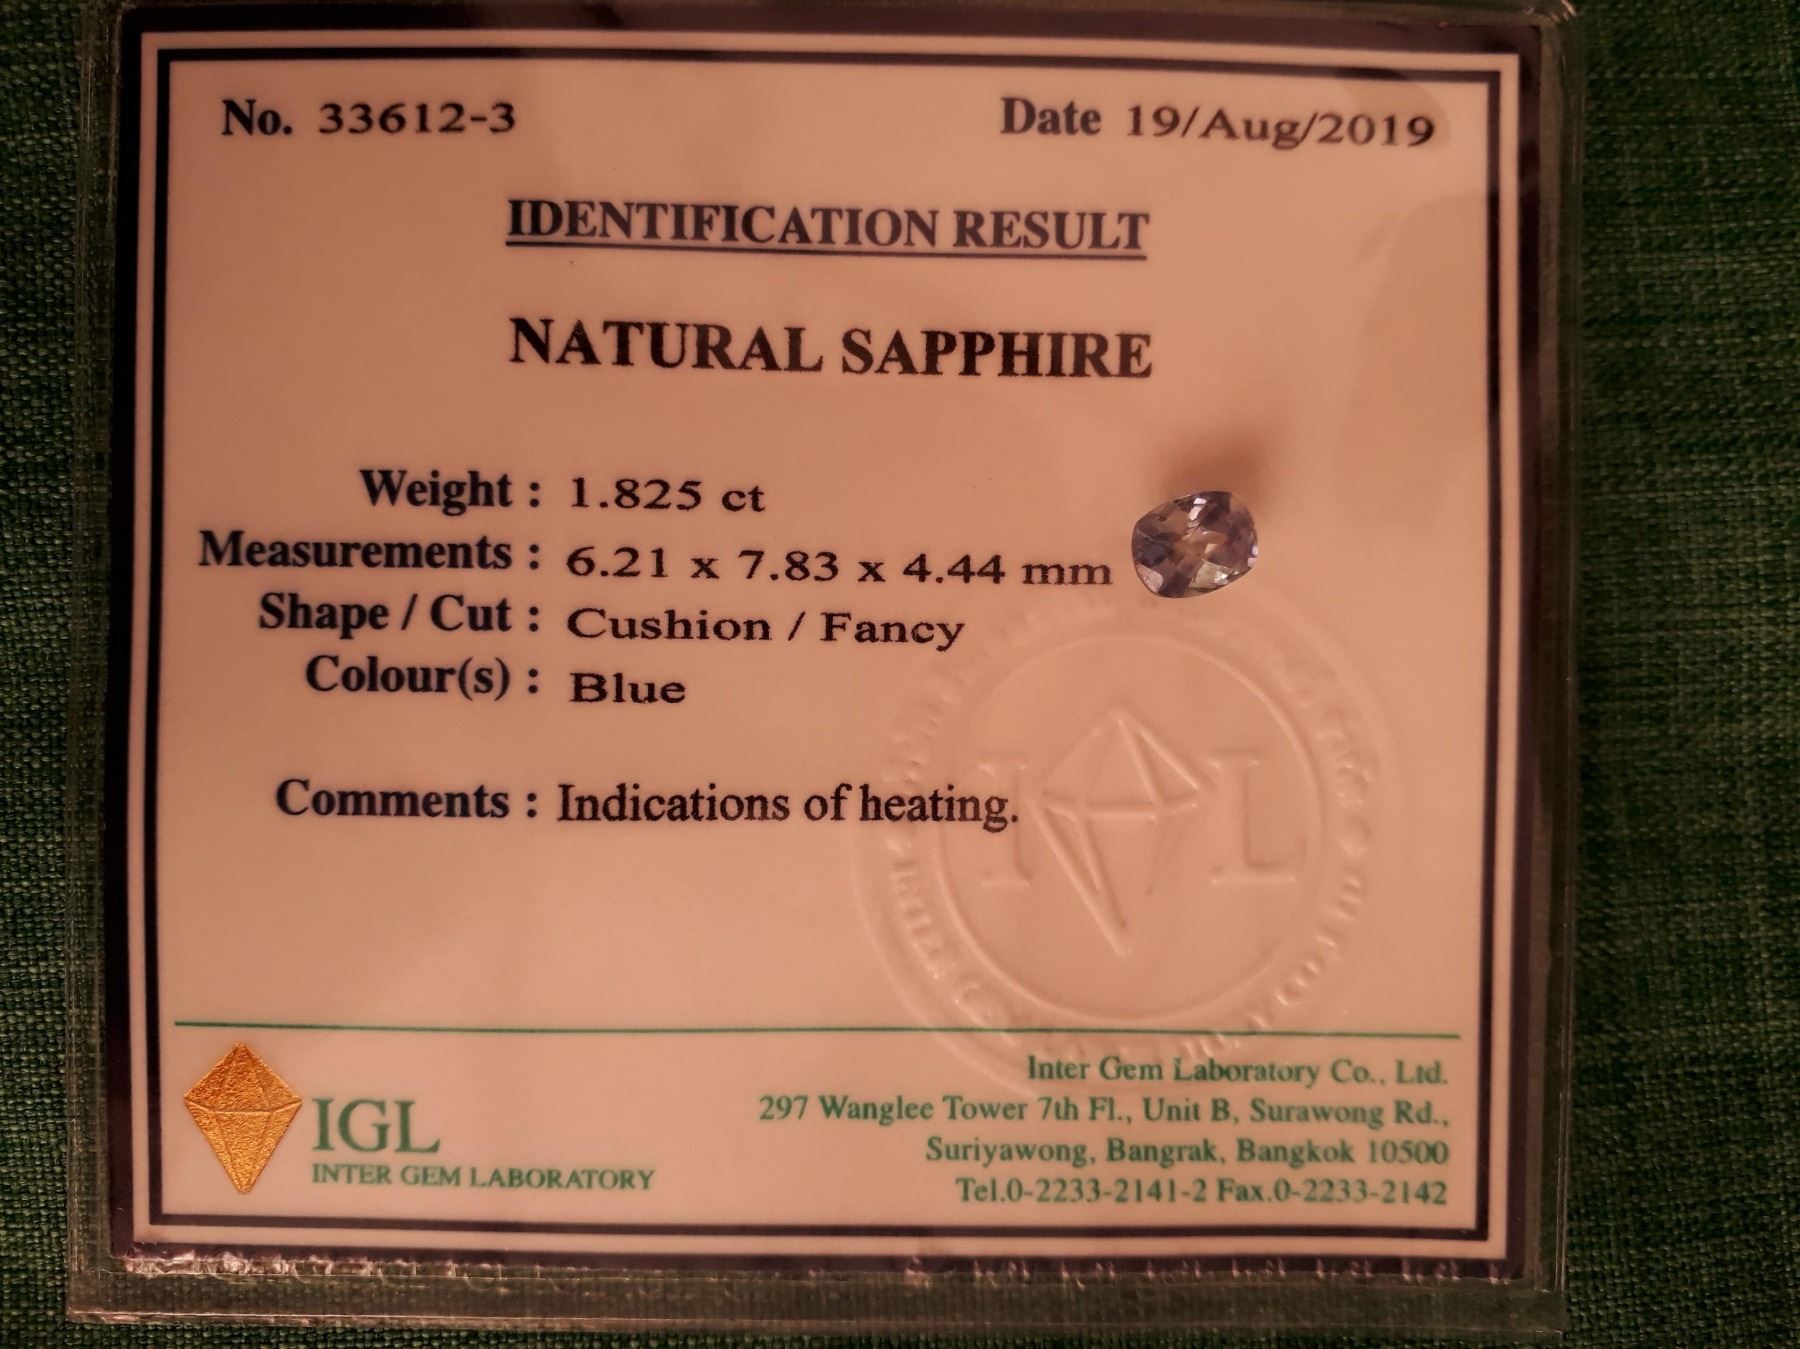 No. 33612-3
Date 19/Aug/2019
IDENTIFICATION RESULT
NATURAL SAPPHIRE
Weight : 1.825 ct
Measurements : 6.21 x 7.83 x 4.44 mm
Shape / Cut : Cushion / Fancy
Colour(s) : Blue
Comments : Indications of heating.
I L
IGL
INTER GEM LABORATORY
Inter Gem Laboratory Co., Ltd.
297 Wanglee Tower 7th Fl., Unit B, Surawong Rd.,
Suriyawong, Bangrak, Bangkok 10500
Tel.0-2233-2141-2 Fax.0-2233-2142